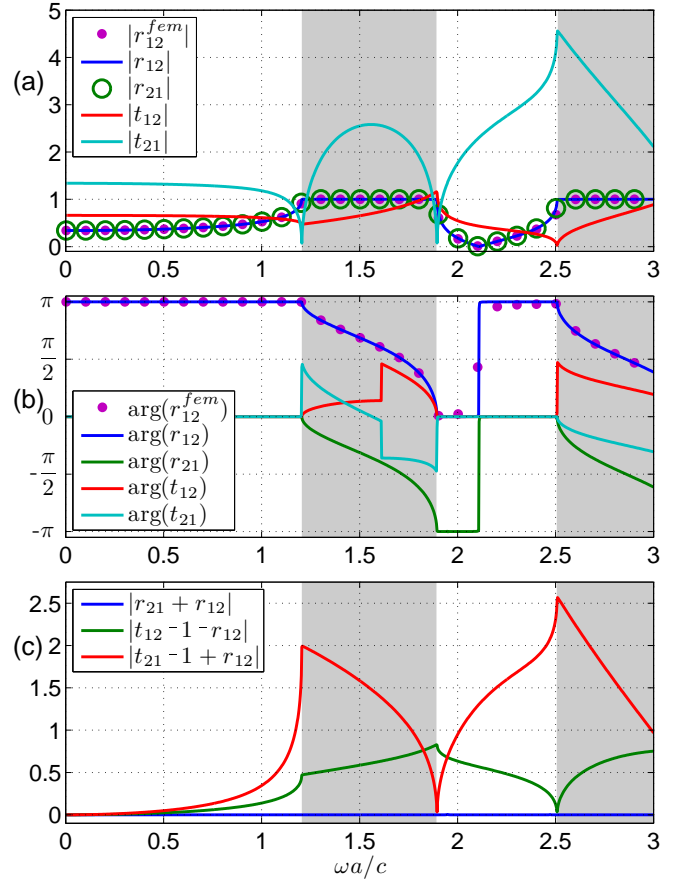 (a)
5
4
3
2
1
0
|r_{12}^{fem}|
|r_{12}|
|r_{21}|
|t_{12}|
|t_{21}|
0 0.5 1 1.5 2 2.5 3
(b)
π
π/2
0
-π/2
-π
arg(r_{12}^{fem})
arg(r_{12})
arg(r_{21})
arg(t_{12})
arg(t_{21})
0 0.5 1 1.5 2 2.5 3
(c)
2.5
2
1.5
1
0.5
0
|r_{21} + r_{12}|
|t_{12} - 1 - r_{12}|
|t_{21} - 1 + r_{12}|
0 0.5 1 1.5 2 2.5 3
ωa/c